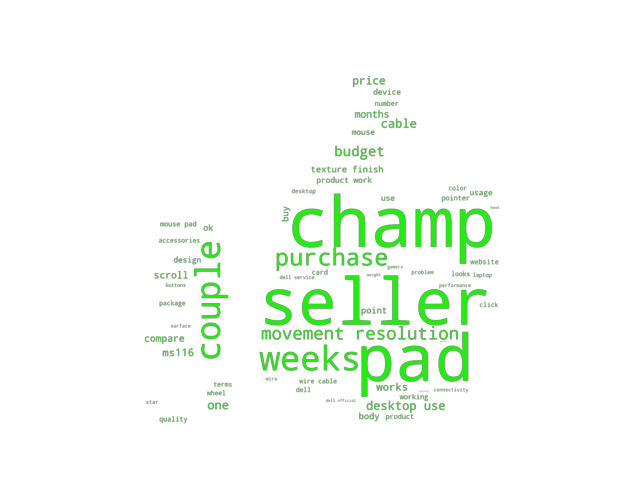 price
device
number
months
cable
mouse
budget
texture finish
product work
desktop
color
usage
use
pointer
buy
champ
hand
mouse pad
ok
accessories
couple
purchase
design
website
scroll
card
gamers
problem
looks
laptop
dell service
weight
buttons
performance
seller
package
point
click
surface
movement resolution
compare
ms116
weeks
pad
wire
wire cable
terms
works
dell
connectivity
wheel
working
star
one
dell official
desktop use
quality
body
product